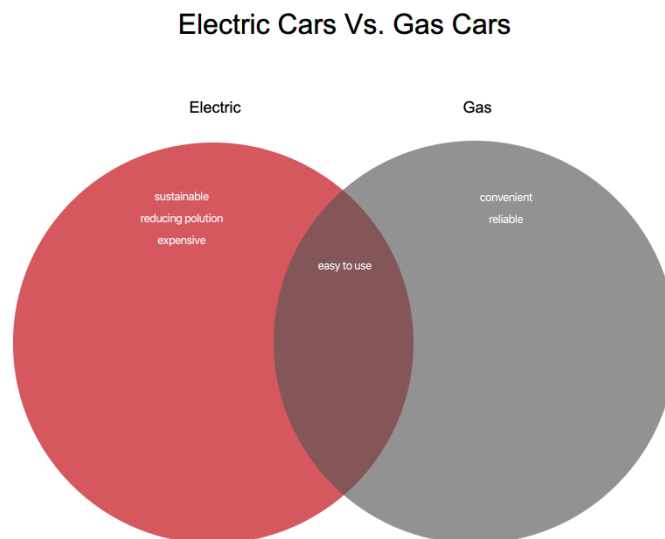 Electric Cars Vs. Gas Cars
Electric
Gas
sustainable
reducing polution
expensive
easy to use
convenient
reliable